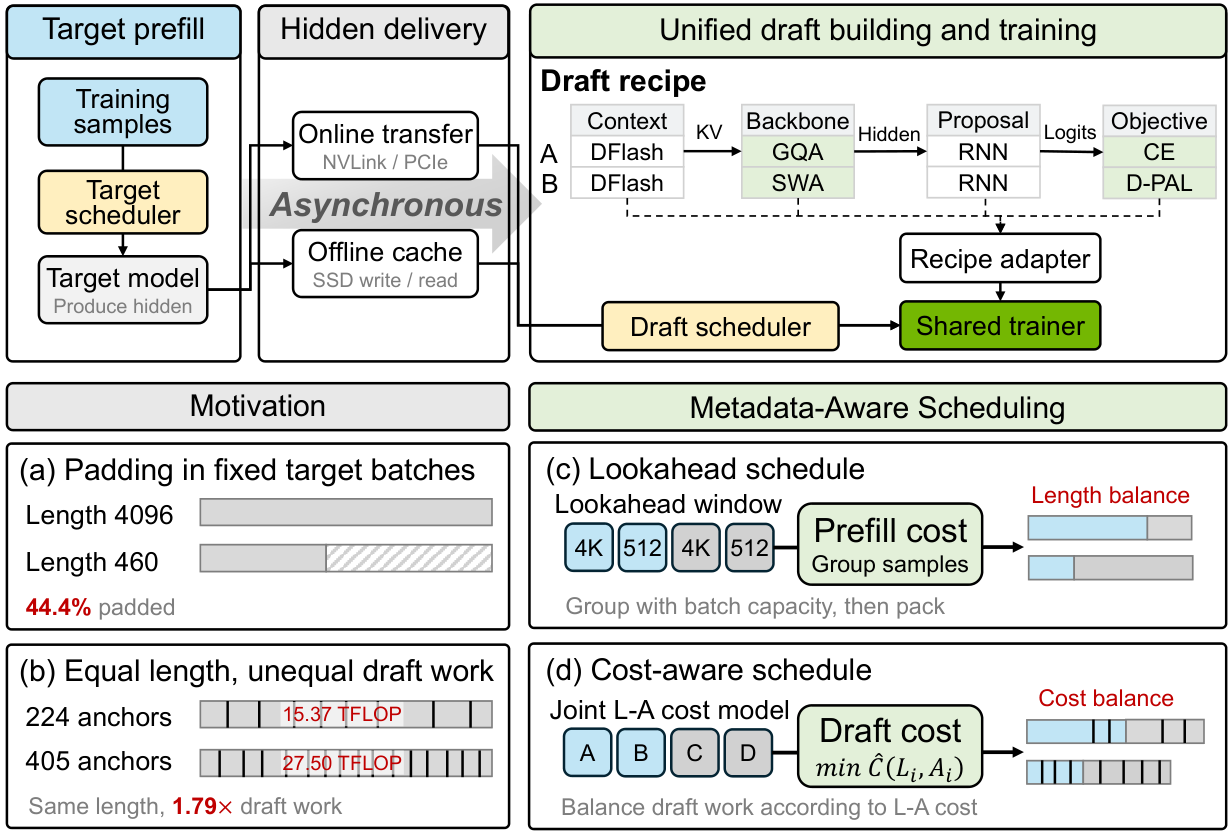 Target prefill
Training
samples
Target
scheduler
Target model
Produce hidden
Hidden delivery
Online transfer
NVLink / PCIe
Asynchronous
Offline cache
SSD write / read
Unified draft building and training
Draft recipe
Context
KV
Backbone
Hidden
Proposal
Logits
Objective
A
DFlash
GQA
RNN
CE
B
DFlash
SWA
RNN
D-PAL
Recipe adapter
Draft scheduler
Shared trainer
Motivation
(a) Padding in fixed target batches
Length 4096
Length 460
44.4% padded
(b) Equal length, unequal draft work
224 anchors
15.37 TFLOP
405 anchors
27.50 TFLOP
Same length, 1.79× draft work
Metadata-Aware Scheduling
(c) Lookahead schedule
Lookahead window
4K
512
4K
512
Prefill cost
Group samples
Length balance
Group with batch capacity, then pack
(d) Cost-aware schedule
Joint L-A cost model
A
B
C
D
Draft cost
min Ĉ(Lᵢ, Aᵢ)
Cost balance
Balance draft work according to L-A cost